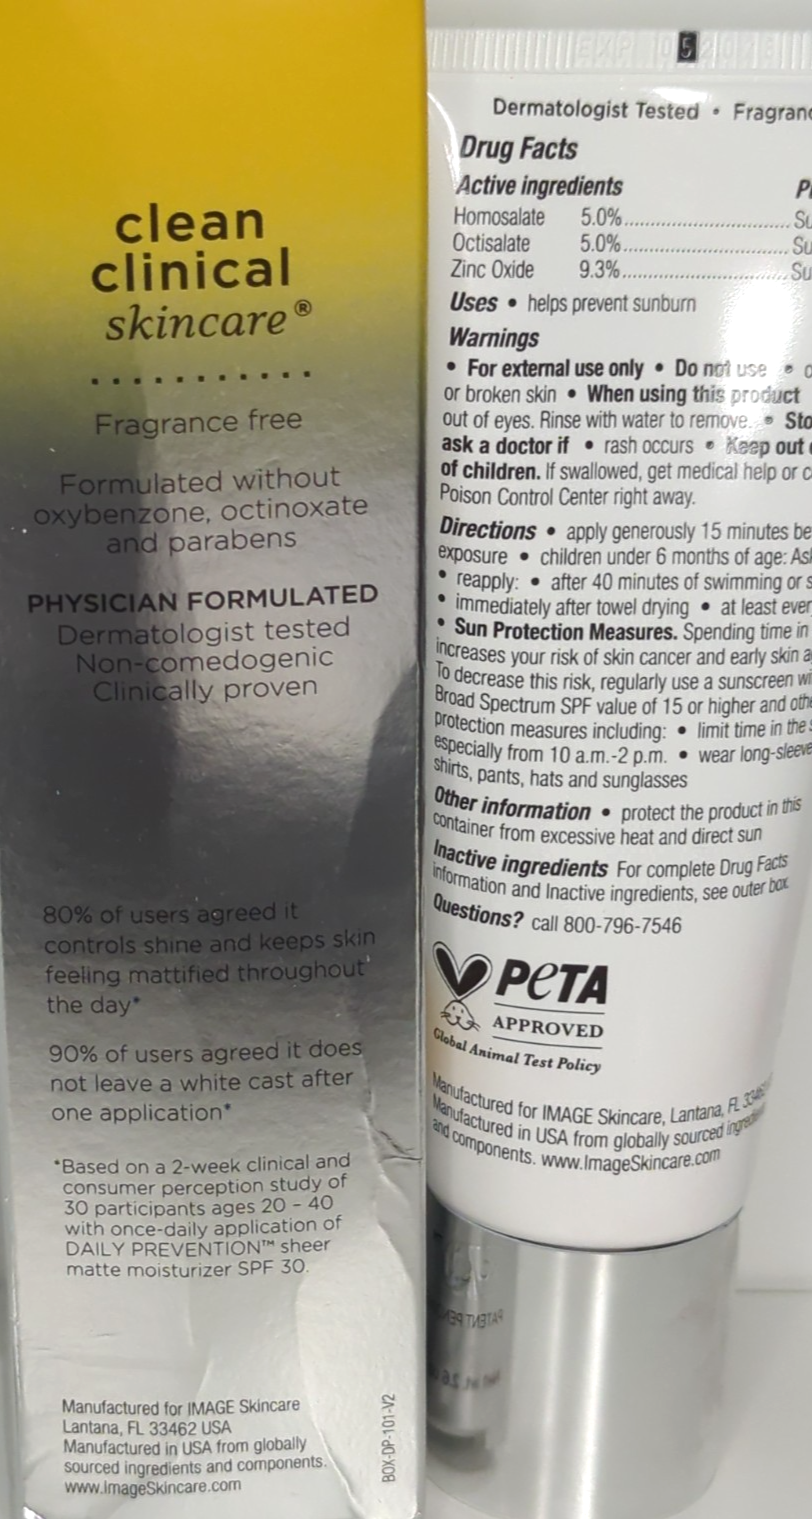 clean
clinical
skincare®
Fragrance free
Formulated without
oxybenzone, octinoxate
and parabens
PHYSICIAN FORMULATED
Dermatologist tested
Non-comedogenic
Clinically proven
80% of users agreed it
controls shine and keeps skin
feeling mattified throughout
the day*
90% of users agreed it does
not leave a white cast after
one application*
*Based on a 2-week clinical and
consumer perception study of
30 participants ages 20 – 40
with once-daily application of
DAILY PREVENTION™ sheer
matte moisturizer SPF 30.
Manufactured for IMAGE Skincare
Lantana, FL 33462 USA
Manufactured in USA from globally
sourced ingredients and components.
www.ImageSkincare.com
BOX-DP-101-V2
EXP 05
Dermatologist Tested •
Drug Facts
Active ingredients
Homosalate 5.0%
Octisalate 5.0%
Zinc Oxide 9.3%
Uses • helps prevent sunburn
Warnings
• For external use only • Do not use •
or broken skin • When using this product
out of eyes. Rinse with water to remove. •
ask a doctor if • rash occurs • Keep out
of children. If swallowed, get medical help or
Poison Control Center right away.
Directions • apply generously 15 minutes
exposure • children under 6 months of age:
• reapply: • after 40 minutes of swimming or
• immediately after towel drying • at least
• Sun Protection Measures. Spending time in
increases your risk of skin cancer and early skin
To decrease this risk, regularly use a sunscreen
Broad Spectrum SPF value of 15 or higher and
protection measures including: • limit time in the
especially from 10 a.m.-2 p.m. • wear
shirts, pants, hats and sunglasses
Other information • protect the product in this
container from excessive heat and direct sun
Inactive ingredients For complete Drug Facts
information and Inactive ingredients, see outer box.
Questions? call 800-796-7546
PETA
APPROVED
Global Animal Test Policy
Manufactured for IMAGE Skincare, Lantana, FL
Manufactured in USA from globally sourced
and components. www.ImageSkincare.com